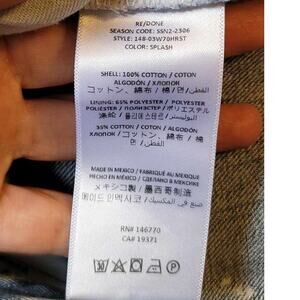 RE/DONE
SEASON CODE: SSN2-2306
STYLE: 148-03W70HRST
COLOR: SPLASH
SHELL: 100% COTTON / COTON
ALGODÓN / ХЛОПОК
コットン、綿布 / 棉 / 면 / القطن
LINING: 65% POLYESTER / POLYESTER
POLIÉSTER / ПОЛИЭСТЕР / ポリエステル
涤纶 / 폴리에스테르 / البوليستر
35% COTTON / COTON / ALGODÓN
ХЛОПОК / コットン、綿布 / 棉
면 / القطن
MADE IN MEXICO / FABRIQUÉ AU MEXIQUE
HECHO EN MÉXICO / СДЕЛАНО В МЕКСИКЕ
メキシコ製 / 墨西哥制造
메이드 인 멕시코 / صنع في المكسيك
RN# 146770
CA# 19371